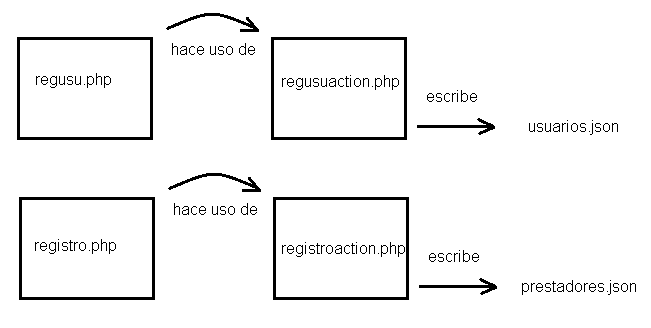 hace uso de
regusu.php
regusuaction.php
escribe
usuarios.json
hace uso de
registro.php
registroaction.php
escribe
prestadores.json